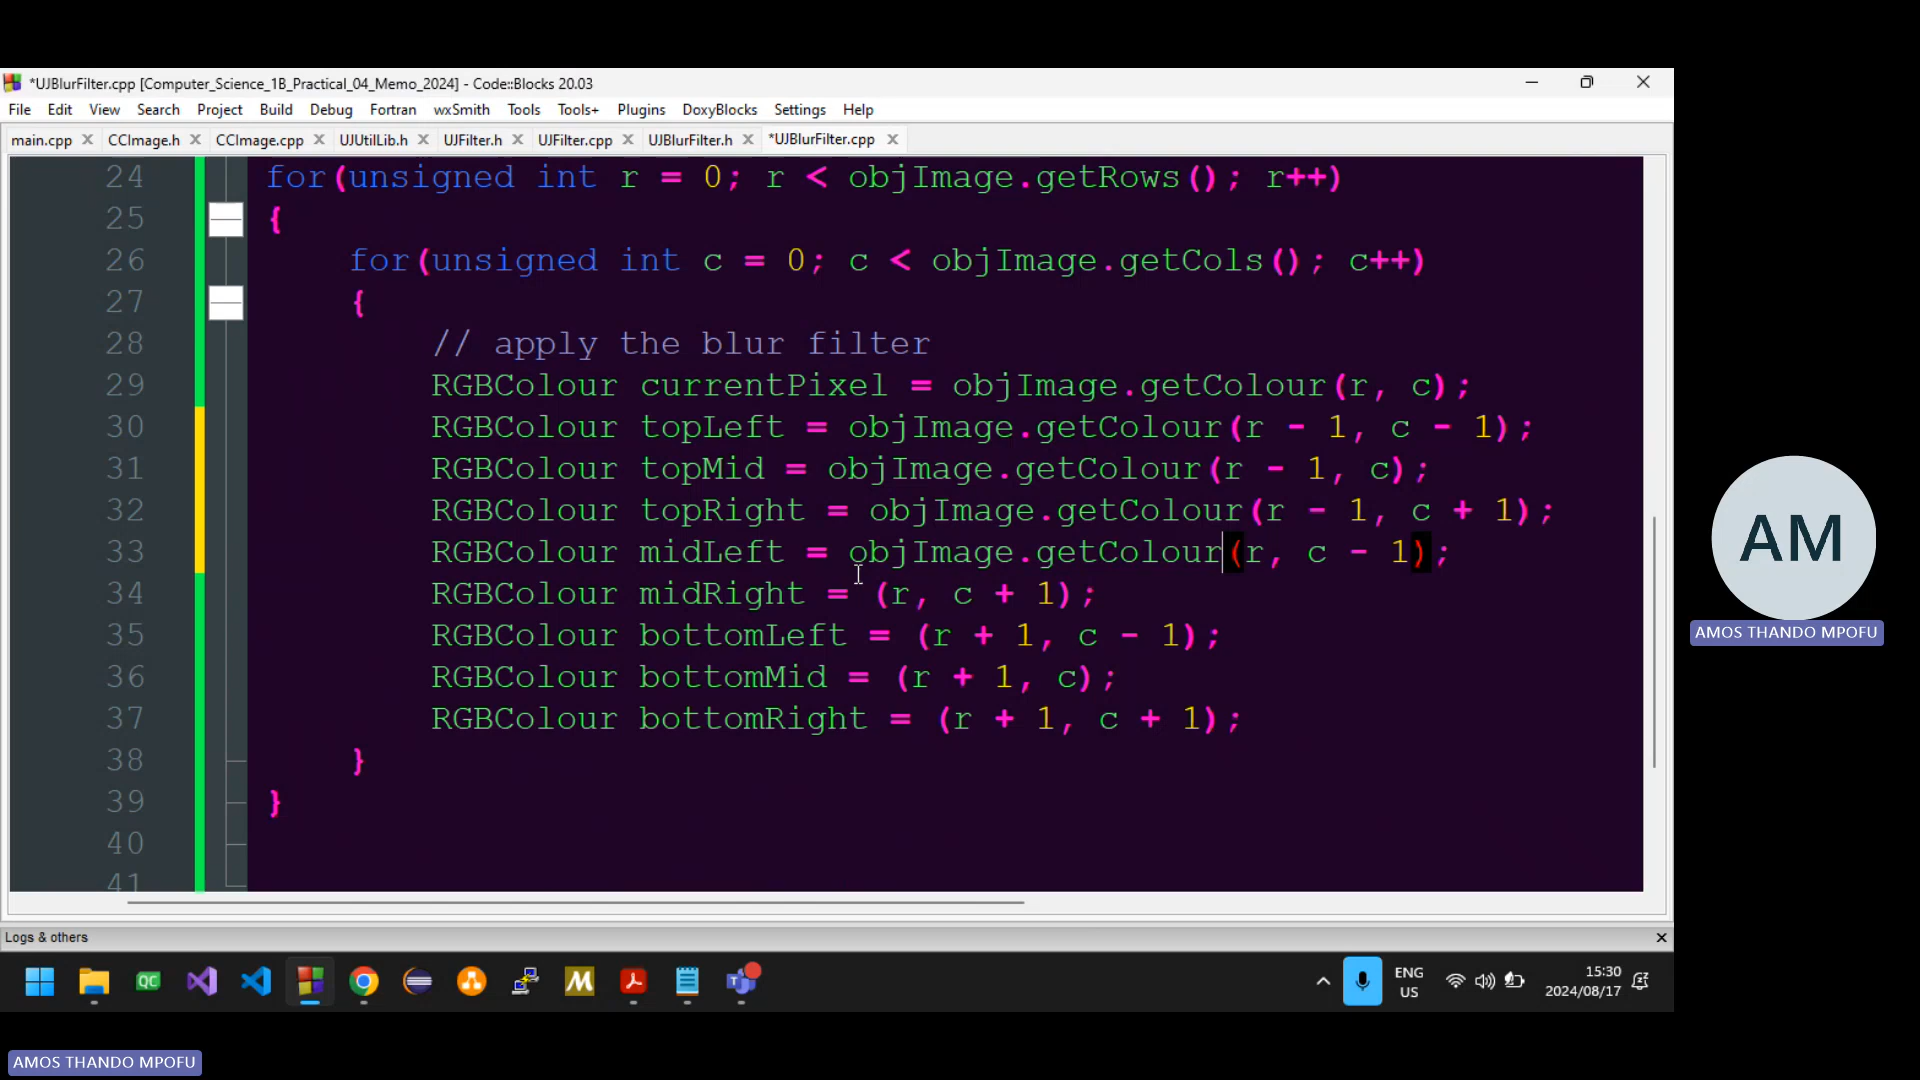 *UJBlurFilter.cpp [Computer_Science_1B_Practical_04_Memo_2024] - Code::Blocks 20.03
File Edit View Search Project Build Debug Fortran wxSmith Tools Tools+ Plugins DoxyBlocks Settings Help
main.cpp CCImage.h CCImage.cpp UJUtilLib.h UJFilter.h UJFilter.cpp UJBlurFilter.h *UJBlurFilter.cpp
24 for(unsigned int r = 0; r < objImage.getRows(); r++)
25 {
26 for(unsigned int c = 0; c < objImage.getCols(); c++)
27 {
28 // apply the blur filter
29 RGBColour currentPixel = objImage.getColour(r, c);
30 RGBColour topLeft = objImage.getColour(r - 1, c - 1);
31 RGBColour topMid = objImage.getColour(r - 1, c);
32 RGBColour topRight = objImage.getColour(r - 1, c + 1);
33 RGBColour midLeft = objImage.getColour(r, c - 1);
34 RGBColour midRight = (r, c + 1);
35 RGBColour bottomLeft = (r + 1, c - 1);
36 RGBColour bottomMid = (r + 1, c);
37 RGBColour bottomRight = (r + 1, c + 1);
38 }
39 }
40
41
Logs & others
QC
M
ENG
US
15:30
2024/08/17
AM
AMOS THANDO MPOFU
AMOS THANDO MPOFU